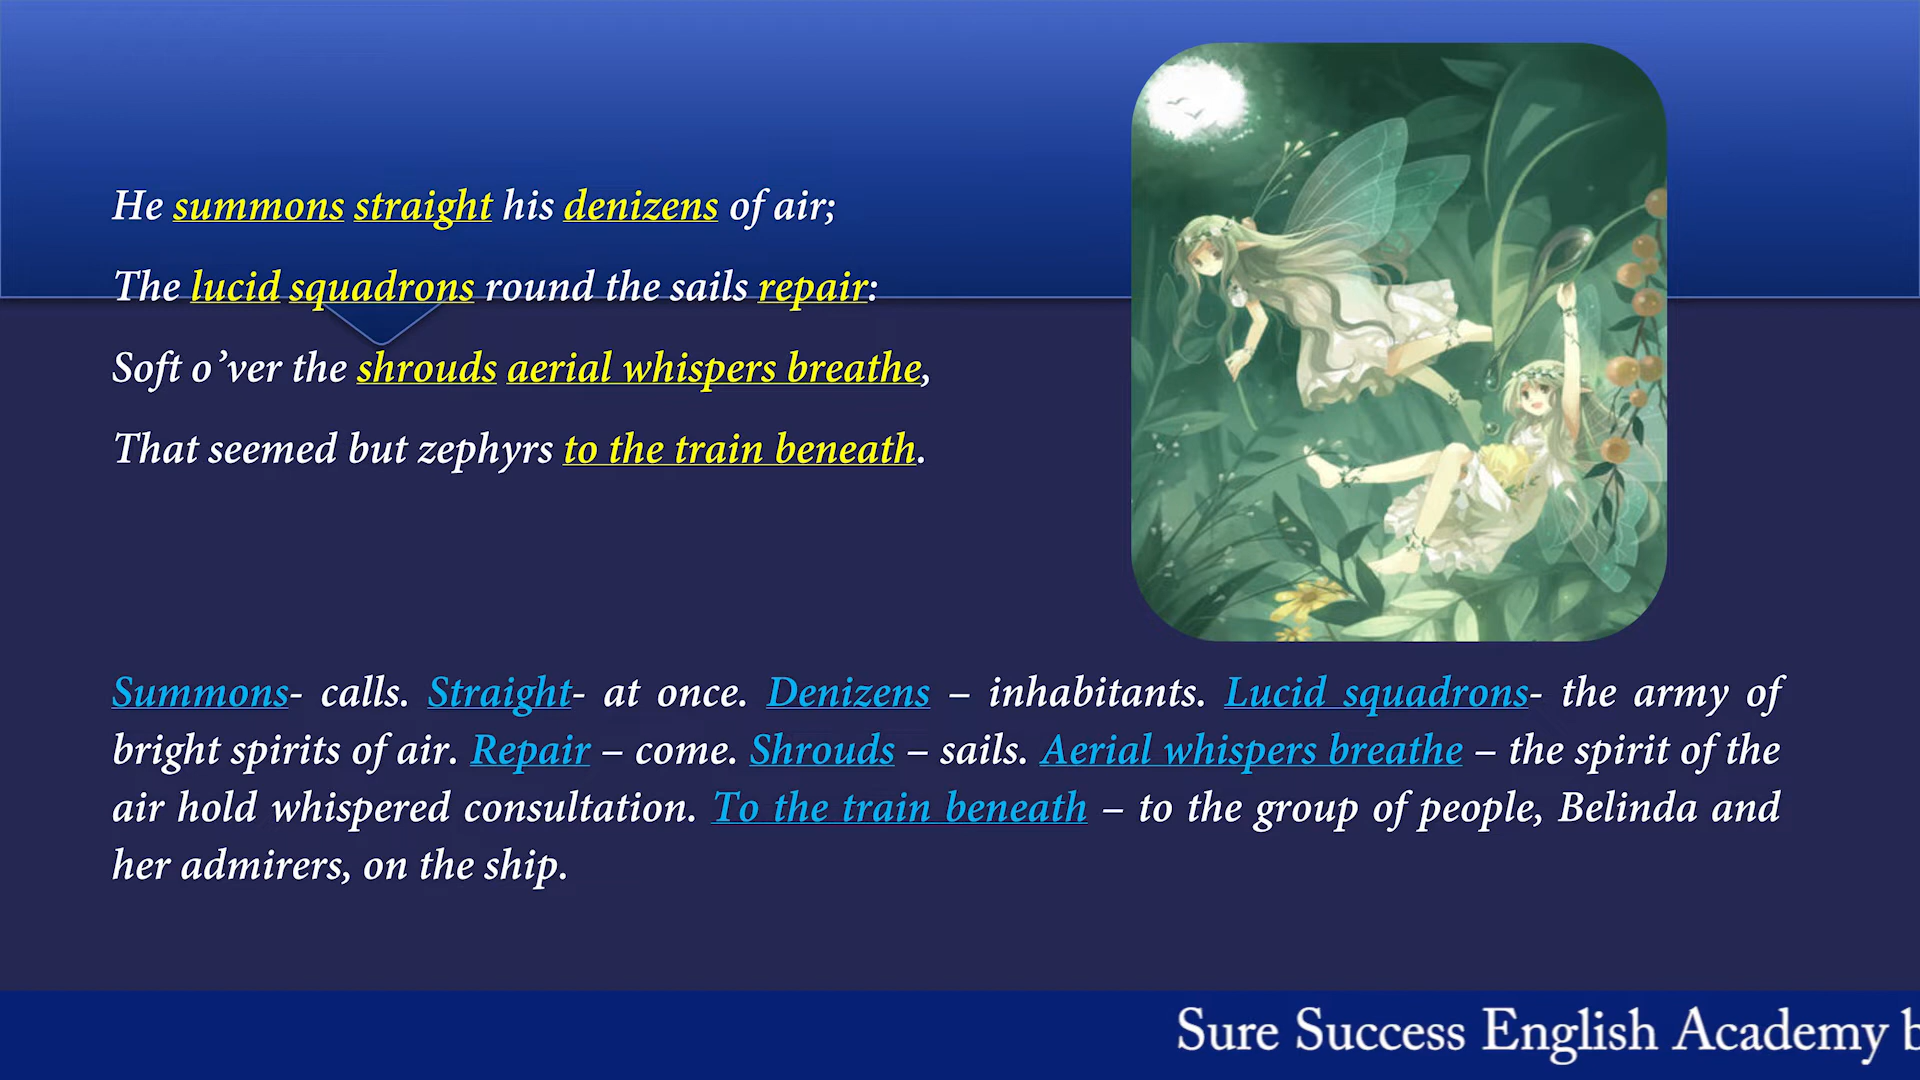 He summons straight his denizens of air;
The lucid squadrons round the sails repair:
Soft o’ver the shrouds aerial whispers breathe,
That seemed but zephyrs to the train beneath.
Summons- calls. Straight- at once. Denizens – inhabitants. Lucid squadrons- the army of
bright spirits of air. Repair – come. Shrouds – sails. Aerial whispers breathe – the spirit of the
air hold whispered consultation. To the train beneath – to the group of people, Belinda and
her admirers, on the ship.
Sure Success English Academy